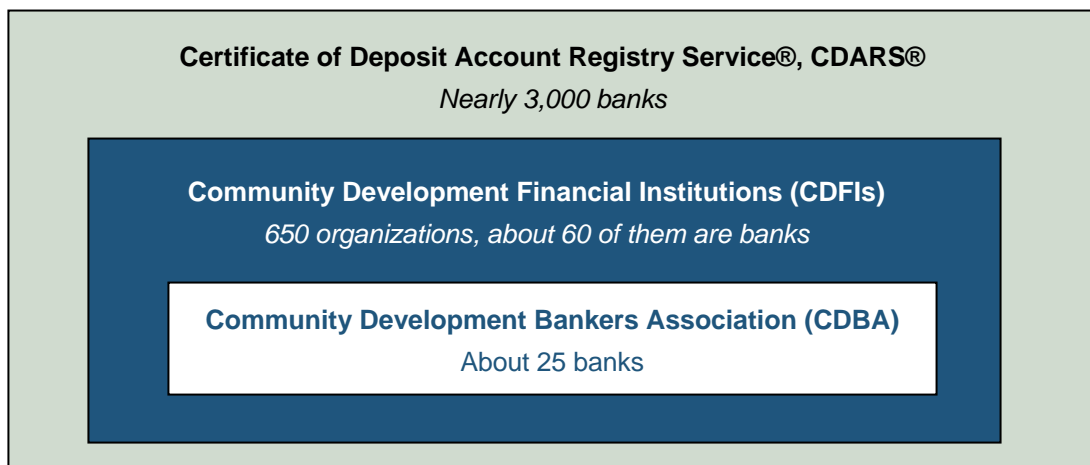 Certificate of Deposit Account Registry Service®, CDARS®
Nearly 3,000 banks
Community Development Financial Institutions (CDFIs)
650 organizations, about 60 of them are banks
Community Development Bankers Association (CDBA)
About 25 banks